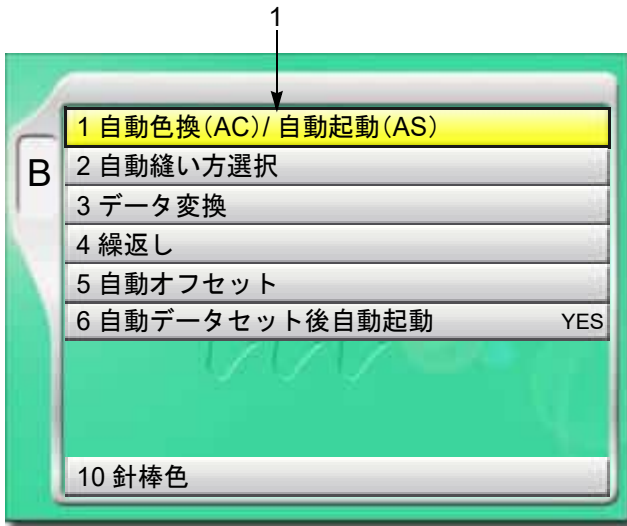 1
B
1 自動色換(AC)/ 自動起動(AS)
2 自動縫い方選択
3 データ変換
4 繰返し
5 自動オフセット
6 自動データセット後自動起動 YES
10 針棒色